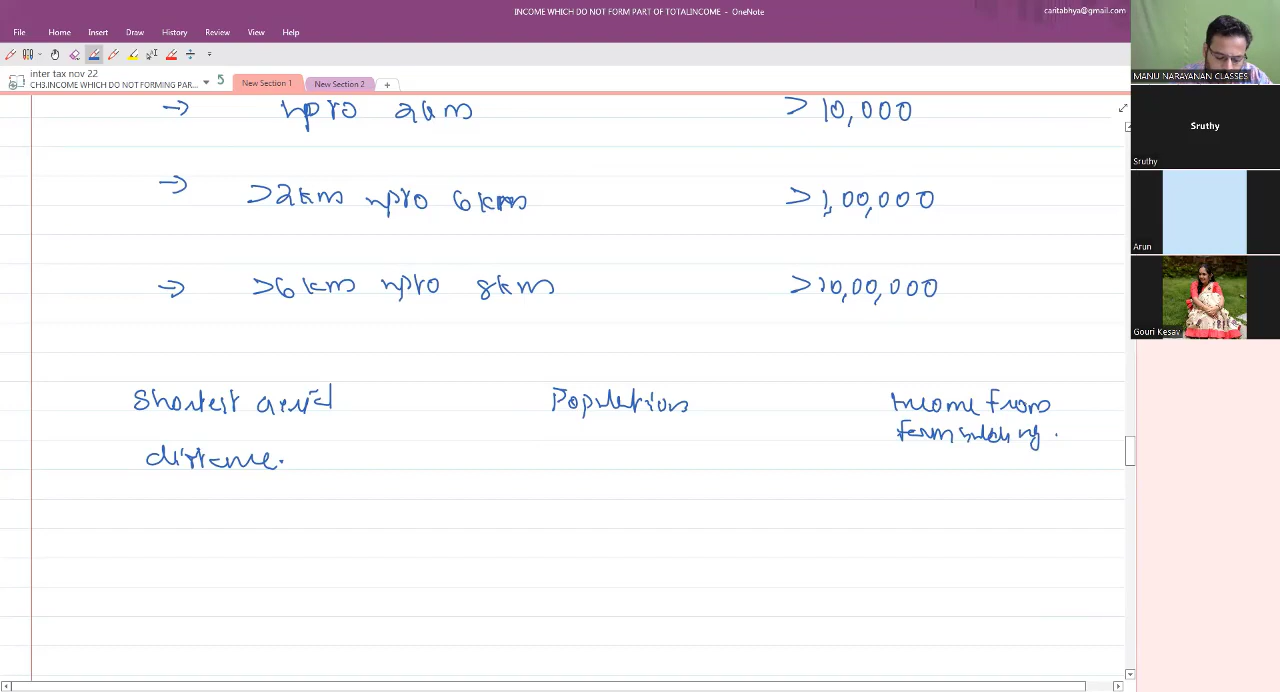 INCOME WHICH DO NOT FORM PART OF TOTALINCOME - OneNote
caritabhya@gmail.com
File Home Insert Draw History Review View Help
inter tax nov 22
CH3.INCOME WHICH DO NOT FORMING PAR...
New Section 1 New Section 2 +
MANU NARAYANAN CLASSES
Sruthy
Sruthy
Arun
Gouri Kesav
→ upto 2km >10,000
→ >2km upto 6km >1,00,000
→ >6km upto 8km >10,00,000
Shortest aerial Population Income from
distance. farm building.